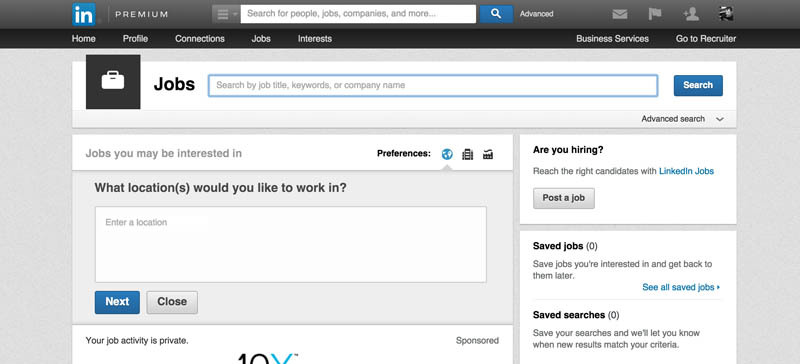 in PREMIUM Search for people, jobs, companies, and more... Advanced
Home Profile Connections Jobs Interests Business Services Go to Recruiter
Jobs Search by job title, keywords, or company name Search
Advanced search
Jobs you may be interested in Preferences:
What location(s) would you like to work in?
Enter a location
Next Close
Your job activity is private. Sponsored
10X™
Are you hiring?
Reach the right candidates with LinkedIn Jobs
Post a job
Saved jobs (0)
Save jobs you're interested in and get back
to them later.
See all saved jobs
Saved searches (0)
Save your searches and we'll let you know
when new results match your criteria.